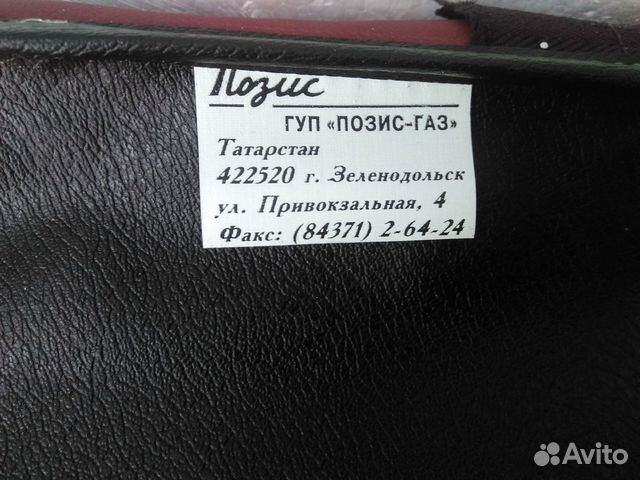 Позис
ГУП «ПОЗИС-ГАЗ»
Татарстан
422520 г. Зеленодольск
ул. Привокзальная, 4
Факс: (84371) 2-64-24
Avito